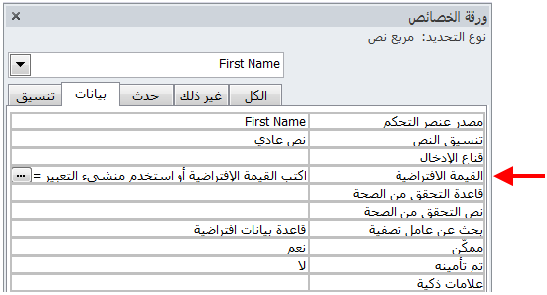 ورقة الخصائص
نوع التحديد: مربع نص
First Name
الكل غير ذلك حدث بيانات تنسيق
مصدر عنصر التحكم First Name
تنسيق النص نص عادي
قناع الإدخال
القيمة الافتراضية اكتب القيمة الإفتراضية أو استخدم منشىء التعبير = ...
قاعدة التحقق من الصحة
نص التحقق من الصحة
بحث عن عامل تصفية قاعدة بيانات افتراضية
ممكّن نعم
تم تأمينه لا
علامات ذكية